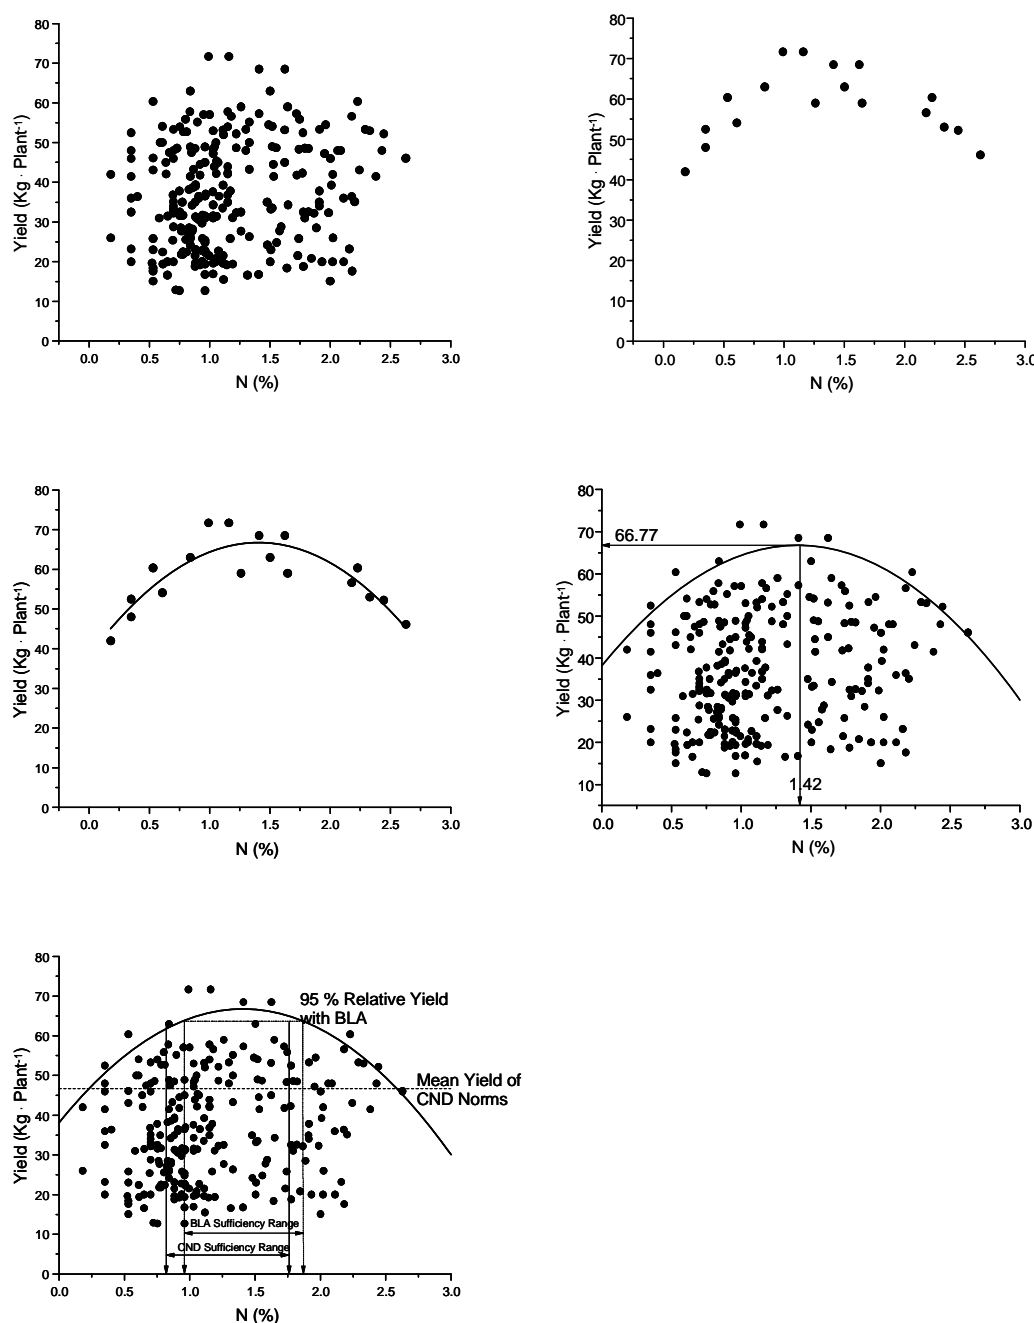 80
70
60
50
40
30
20
10
0
Yield (Kg · Plant⁻¹)
0.0 0.5 1.0 1.5 2.0 2.5 3.0
N (%)
80
70
60
50
40
30
20
10
0
Yield (Kg · Plant⁻¹)
0.0 0.5 1.0 1.5 2.0 2.5 3.0
N (%)
80
70
60
50
40
30
20
10
0
Yield (Kg · Plant⁻¹)
0.0 0.5 1.0 1.5 2.0 2.5 3.0
N (%)
80
70
60
50
40
30
20
10
Yield (Kg · Plant⁻¹)
66.77
1.42
0.0 0.5 1.0 1.5 2.0 2.5 3.0
N (%)
80
70
60
50
40
30
20
10
0
Yield (Kg · Plant⁻¹)
95 % Relative Yield
with BLA
Mean Yield of
CND Norms
BLA Sufficiency Range
CND Sufficiency Range
0.0 0.5 1.0 1.5 2.0 2.5 3.0
N (%)